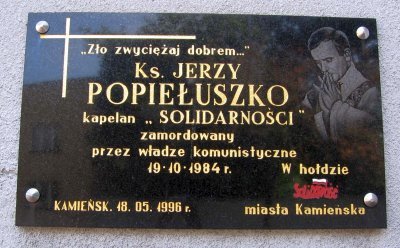 „Zło zwyciężaj dobrem..."
Ks. JERZY
POPIEŁUSZKO
kapelan „SOLIDARNOŚCI"
zamordowany
przez władze komunistyczne
19·10·1984 r.
W hołdzie
Solidarność
KAMIEŃSK. 18. 05. 1996 r.
miasta Kamieńska